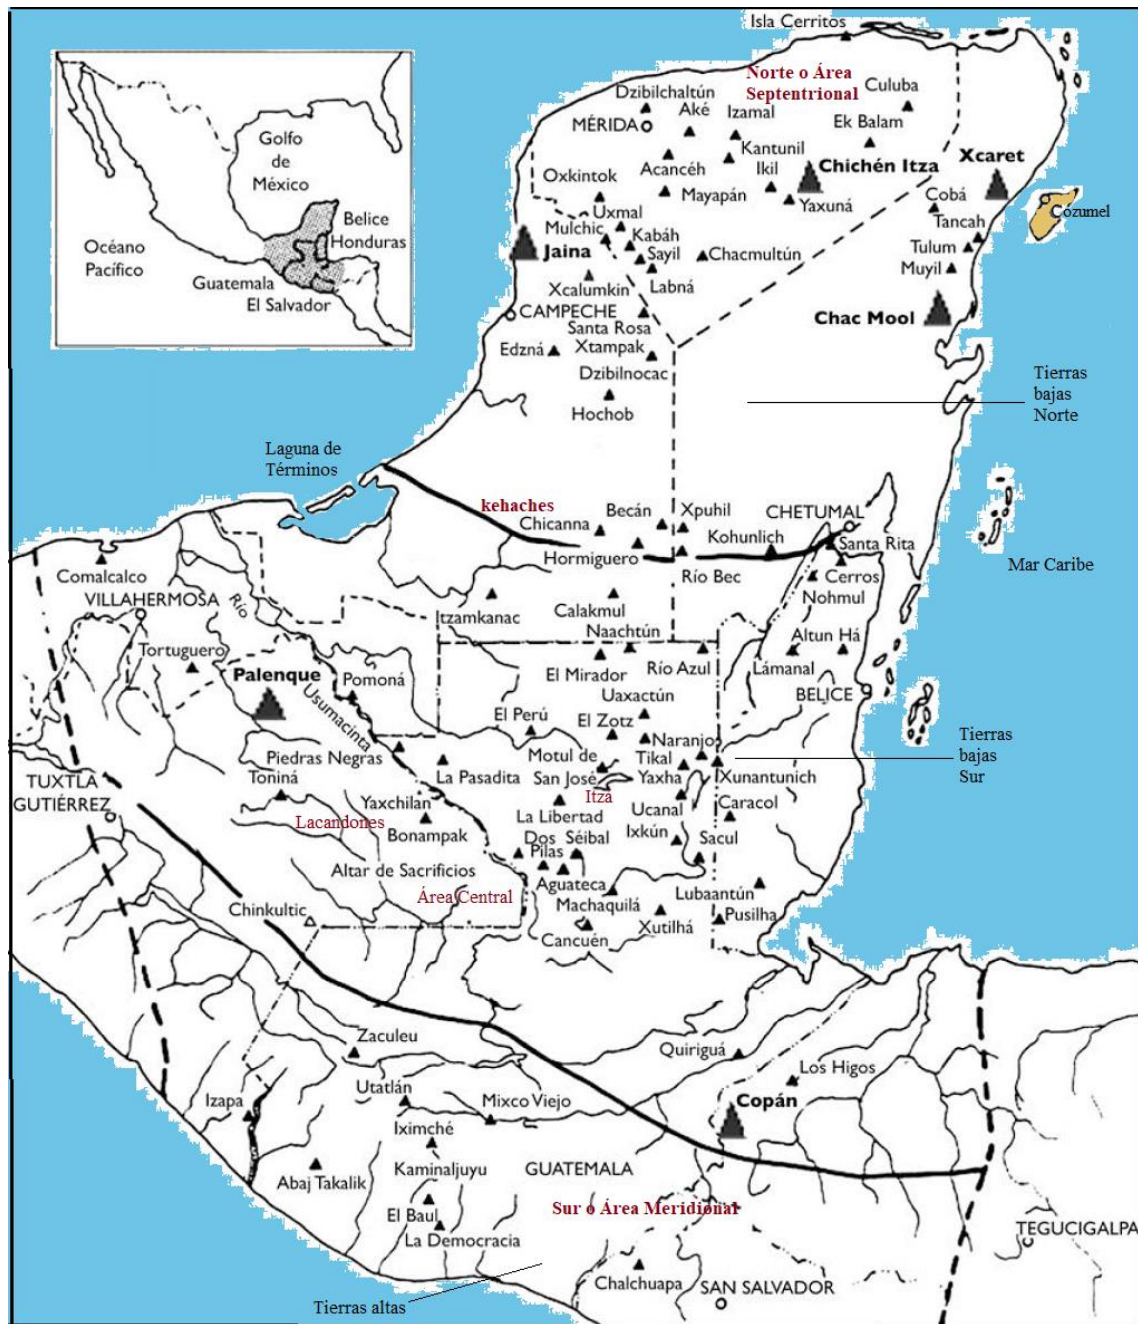 Isla Cerritos
Norte o Área
Septentrional
Culuba
Dzibilchaltún
Aké
Izamal
MÉRIDA
Ek Balam
Kantunil
Chichén Itza
Xcaret
Acancéh
Ikil
Oxkintok
Mayapán
Yaxuná
Cobá
Cozumel
Uxmal
Tancah
Mulchic
Kabáh
Jaina
Sayil
Chacmultún
Tulum
Muyil
Labná
Xcalumkin
CAMPECHE
Chac Mool
Santa Rosa
Xtampak
Edzná
Dzibilnocac
Hochob
Tierras
bajas
Norte
Golfo
de
México
Belice
Honduras
Océano
Pacífico
Guatemala
El Salvador
Laguna de
Términos
kehaches
Chicanna
Becán
Xpuhil
CHETUMAL
Kohunlich
Santa Rita
Hormiguero
Río Bec
Cerros
Mar Caribe
Comalcalco
Nohmul
VILLAHERMOSA
Río
Itzamkanac
Calakmul
Naachtún
Altun Há
Tortuguero
El Mirador
Río Azul
Lámanal
Palenque
Pomoná
Usumacinta
Uaxactún
BELICE
El Perú
El Zotz
Naranjo
Piedras Negras
Motul de
San José
Tikal
Tierras
bajas
Sur
TUXTLA
GUTIÉRREZ
Toniná
La Pasadita
Yaxha
Xunantunich
Itzá
Ucanal
Caracol
Yaxchilan
Lacandones
La Libertad
Bonampak
Dos
Pilas
Séibal
Ixkún
Sacul
Altar de Sacrificios
Aguateca
Área Central
Machaquilá
Lubaantún
Chinkultic
Xutilhá
Pusilha
Cancuén
Zaculeu
Quiriguá
Los Higos
Utatlán
Izapa
Mixco Viejo
Copán
Iximché
Abaj Takalik
Kaminaljuyu
GUATEMALA
El Baul
Sur o Área Meridional
La Democracia
TEGUCIGALPA
Chalchuapa
SAN SALVADOR
Tierras altas